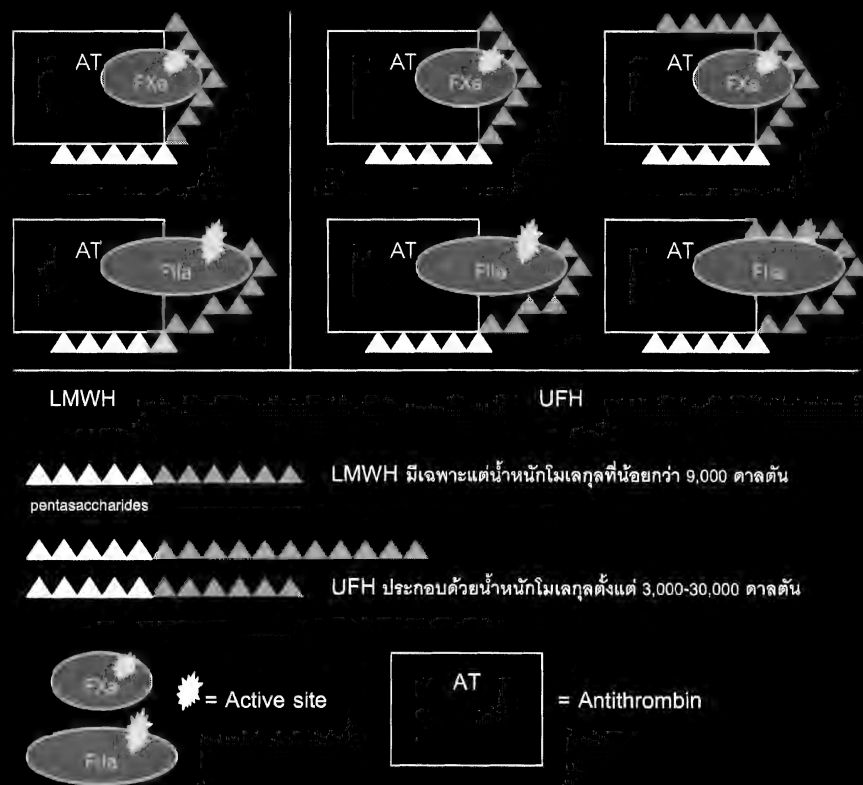 AT FXa AT FXa AT FXa
AT FIIa AT FIIa AT FIIa
LMWH UFH
LMWH มีเฉพาะแต่น้ำหนักโมเลกุลที่น้อยกว่า 9,000 ดาลตัน
pentasaccharides
UFH ประกอบด้วยน้ำหนักโมเลกุลตั้งแต่ 3,000-30,000 ดาลตัน
FXa = Active site AT = Antithrombin
FIIa